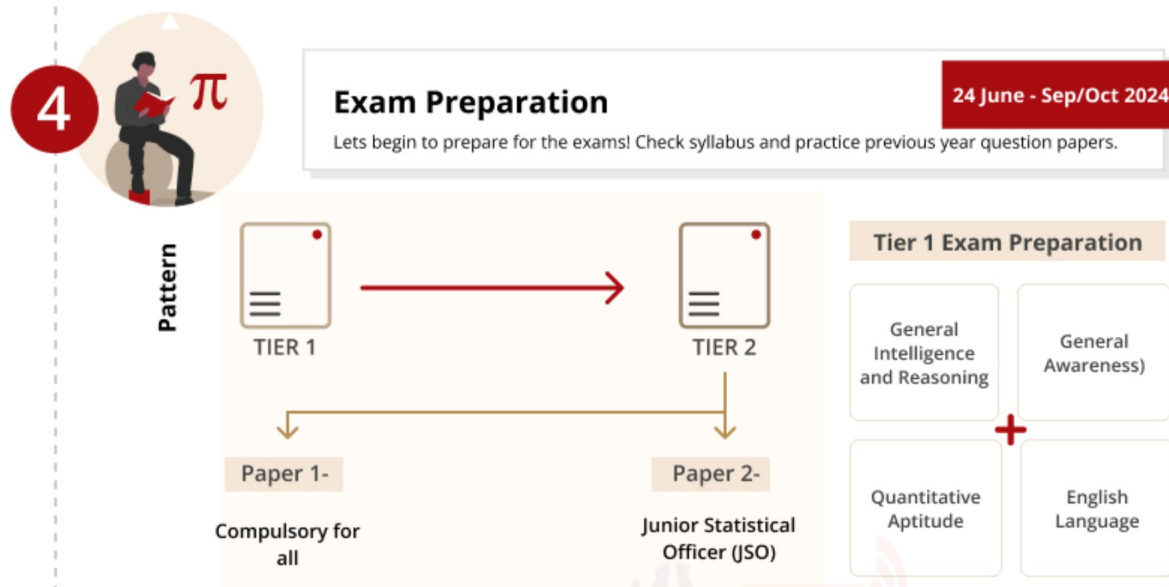 4
π
Exam Preparation
24 June - Sep/Oct 2024
Lets begin to prepare for the exams! Check syllabus and practice previous year question papers.
Pattern
TIER 1
TIER 2
Paper 1-
Compulsory for
all
Paper 2-
Junior Statistical
Officer (JSO)
Tier 1 Exam Preparation
General
Intelligence
and Reasoning
General
Awareness)
+
Quantitative
Aptitude
English
Language